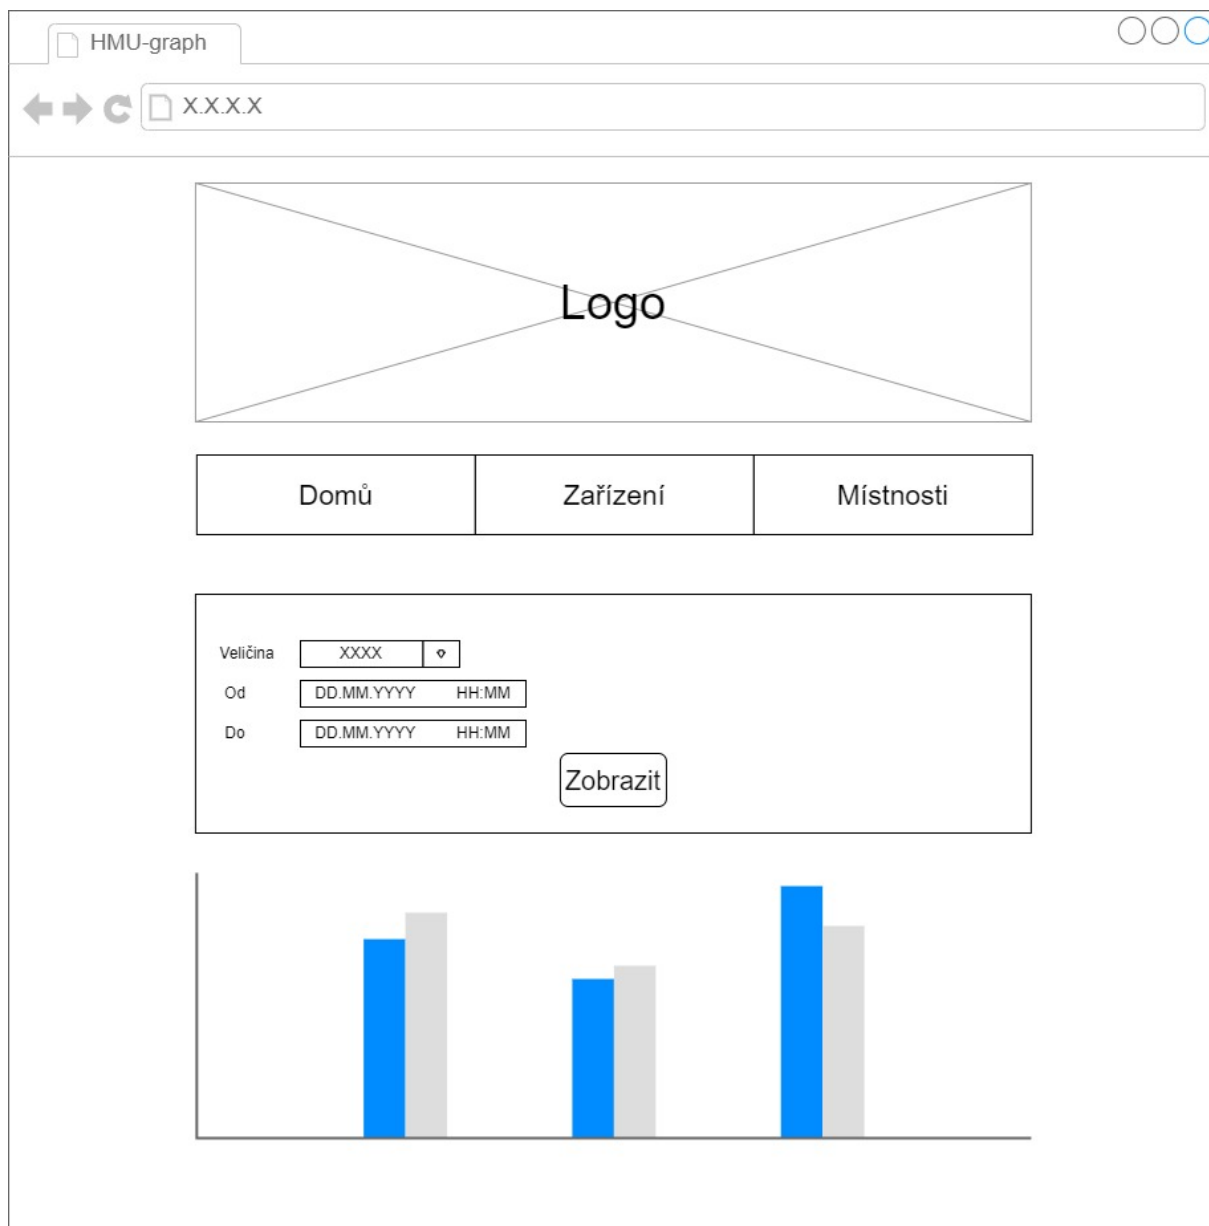 HMU-graph
X.X.X.X
Logo
Domů Zařízení Místnosti
Veličina XXXX
Od DD.MM.YYYY HH:MM
Do DD.MM.YYYY HH:MM
Zobrazit